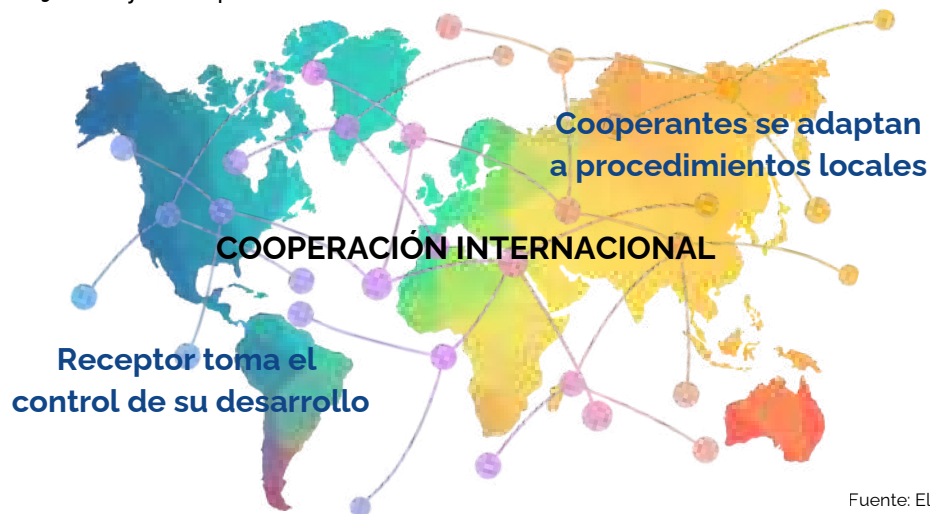 Cooperantes se adaptan
a procedimientos locales
COOPERACIÓN INTERNACIONAL
Receptor toma el
control de su desarrollo
Fuente: El